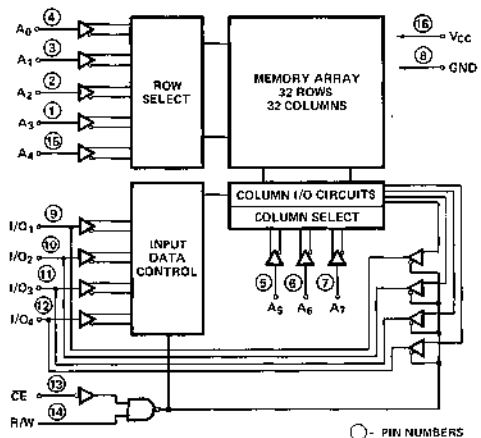 A0 4
A1 3
A2 2
A3 1
A4 15
ROW SELECT
MEMORY ARRAY
32 ROWS
32 COLUMNS
16 VCC
8 GND
I/O1 9
I/O2 10
I/O3 11
I/O4 12
INPUT DATA CONTROL
COLUMN I/O CIRCUITS
COLUMN SELECT
5 6 7
A5 A6 A7
CE 13
R/W 14
○- PIN NUMBERS